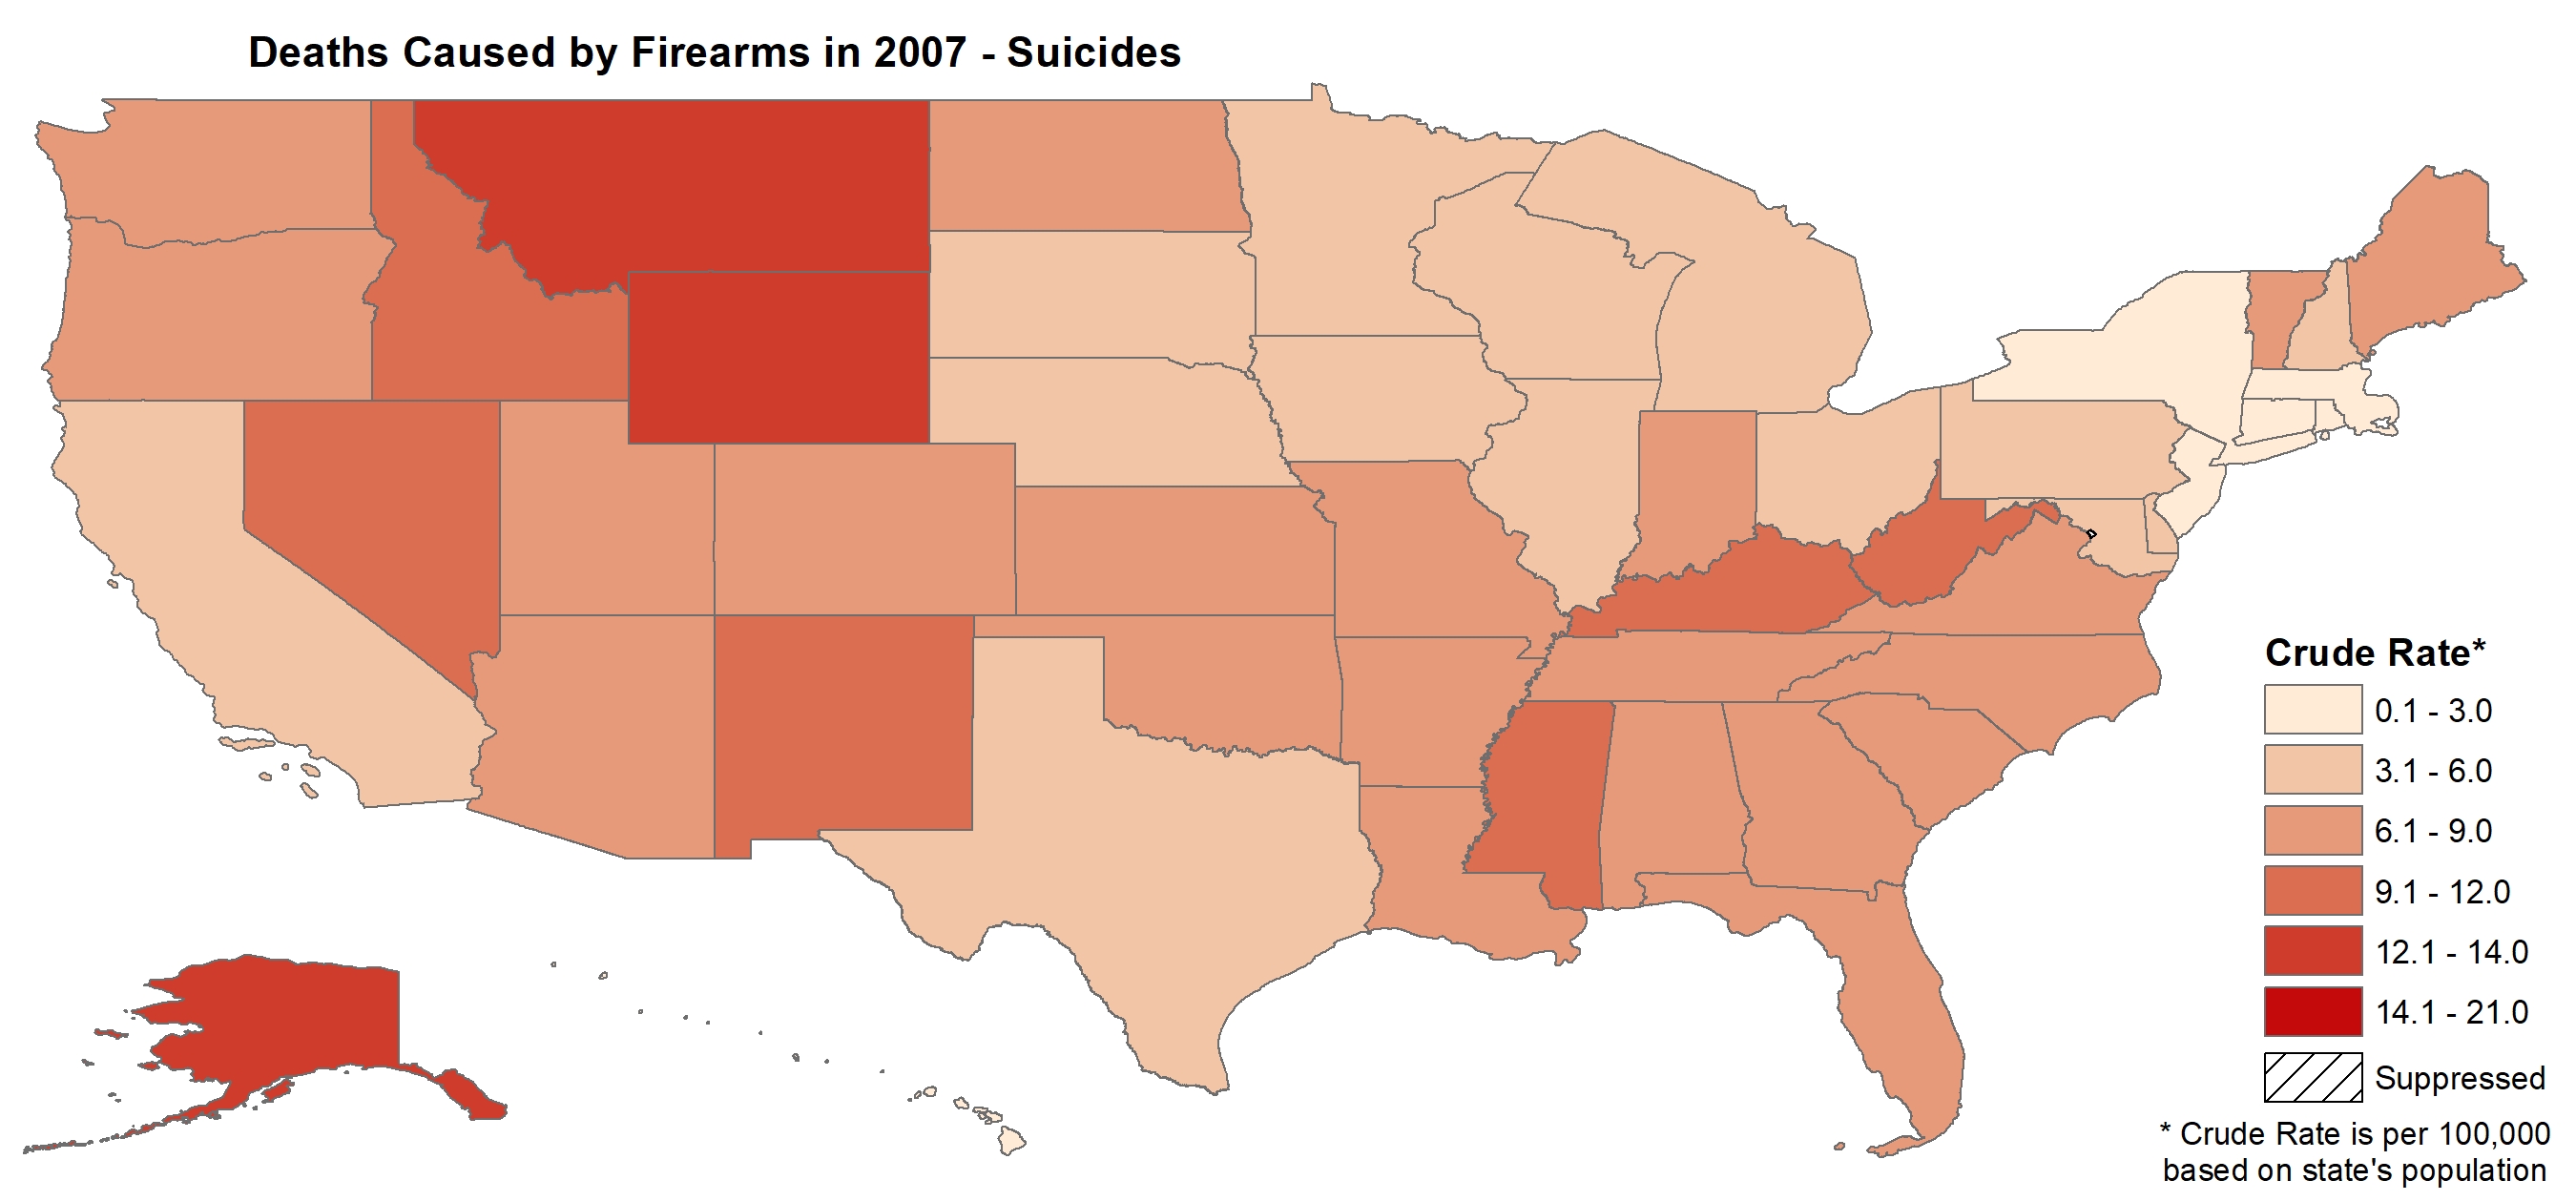 Deaths Caused by Firearms in 2007 - Suicides
Crude Rate*
0.1 - 3.0
3.1 - 6.0
6.1 - 9.0
9.1 - 12.0
12.1 - 14.0
14.1 - 21.0
Suppressed
* Crude Rate is per 100,000
based on state's population